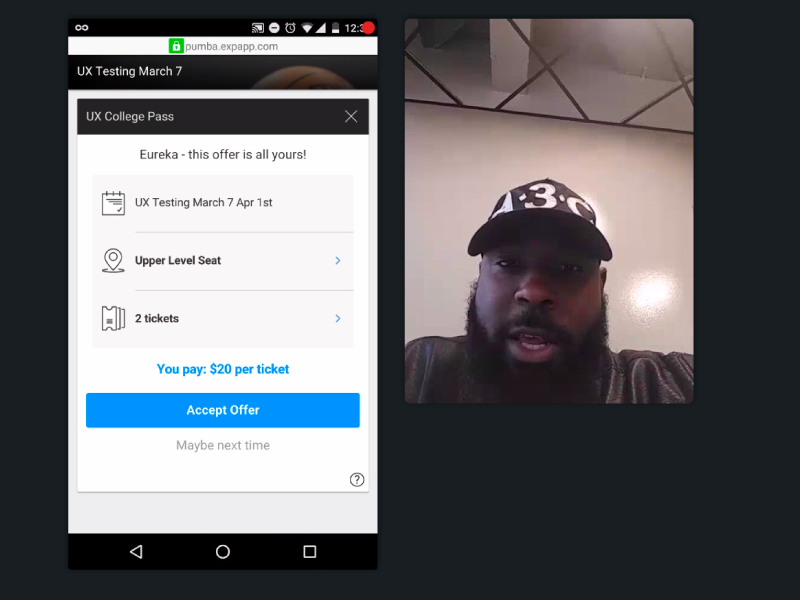 12:3
pumba.expapp.com
UX Testing March 7
UX College Pass
Eureka - this offer is all yours!
UX Testing March 7 Apr 1st
Upper Level Seat
2 tickets
You pay: $20 per ticket
Accept Offer
Maybe next time
?
A·3·C